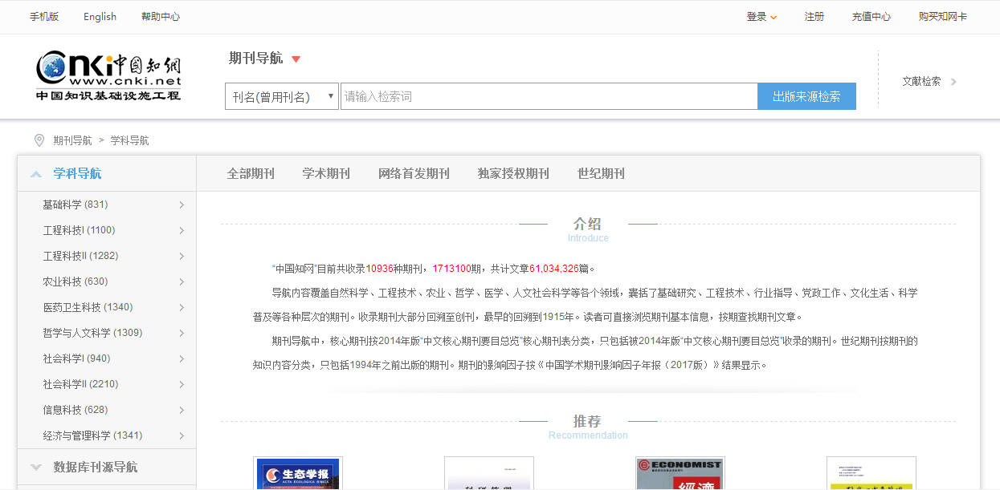 手机版 English 帮助中心 登录 注册 充值中心 购买知网卡
期刊导航
中国知网
www.cnki.net
中国知识基础设施工程
刊名(曾用刊名) 请输入检索词 出版来源检索
文献检索 >
期刊导航 > 学科导航
学科导航
全部期刊 学术期刊 网络首发期刊 独家授权期刊 世纪期刊
基础科学 (831)
工程科技I (1100)
工程科技II (1282)
农业科技 (630)
医药卫生科技 (1340)
哲学与人文科学 (1309)
社会科学I (940)
社会科学II (2210)
信息科技 (628)
经济与管理科学 (1341)
数据库刊源导航
介绍
Introduce
“中国知网”目前共收录10936种期刊，1713100期，共计文章61,034,326篇。
导航内容覆盖自然科学、工程技术、农业、哲学、医学、人文社会科学等各个领域，囊括了基础研究、工程技术、行业指导、党政工作、文化生活、科学
普及等各种层次的期刊。收录期刊大部分回溯至创刊，最早的回溯到1915年。读者可直接浏览期刊基本信息，按期查找期刊文章。
期刊导航中，核心期刊按2014年版“中文核心期刊要目总览”核心期刊表分类，只包括被2014年版“中文核心期刊要目总览”收录的期刊。世纪期刊按期刊的
知识内容分类，只包括1994年之前出版的期刊。期刊的影响因子按《中国学术期刊影响因子年报（2017版）》结果显示。
推荐
Recommendation
生态学报
ACTA ECOLOGICA SINICA
ECONOMIST